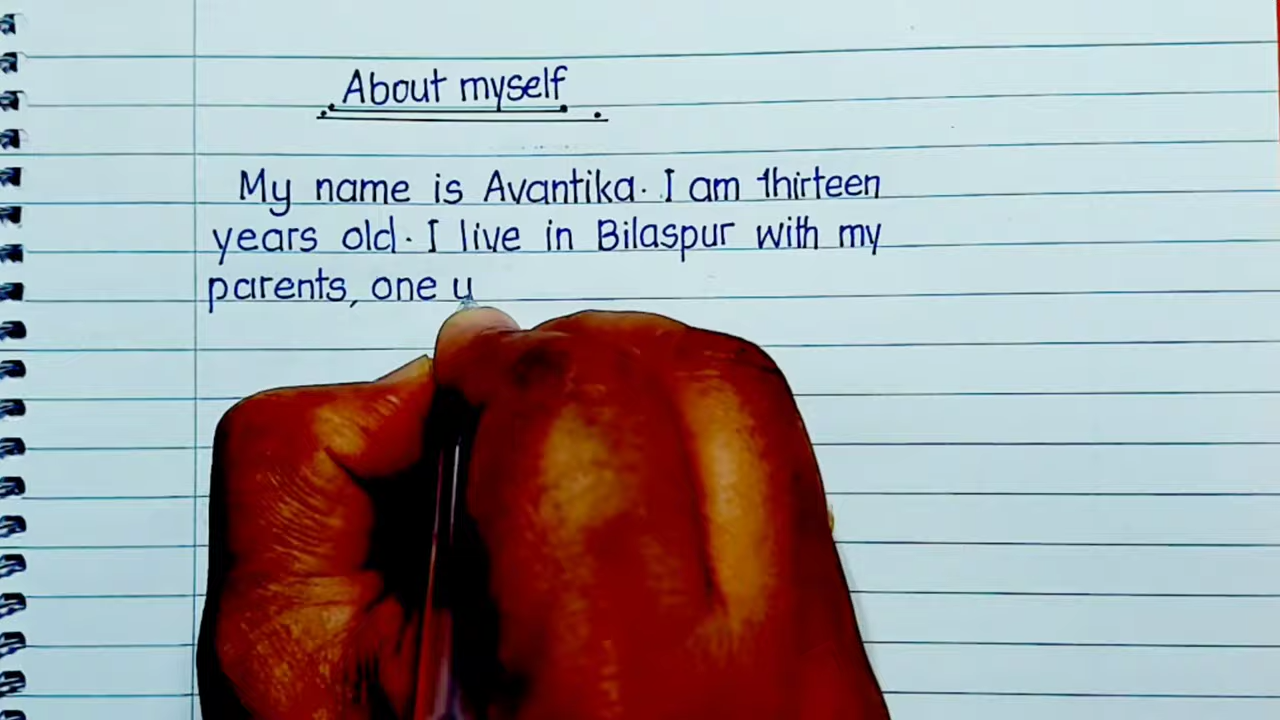 About myself
My name is Avantika. I am thirteen
years old. I live in Bilaspur with my
parents, one